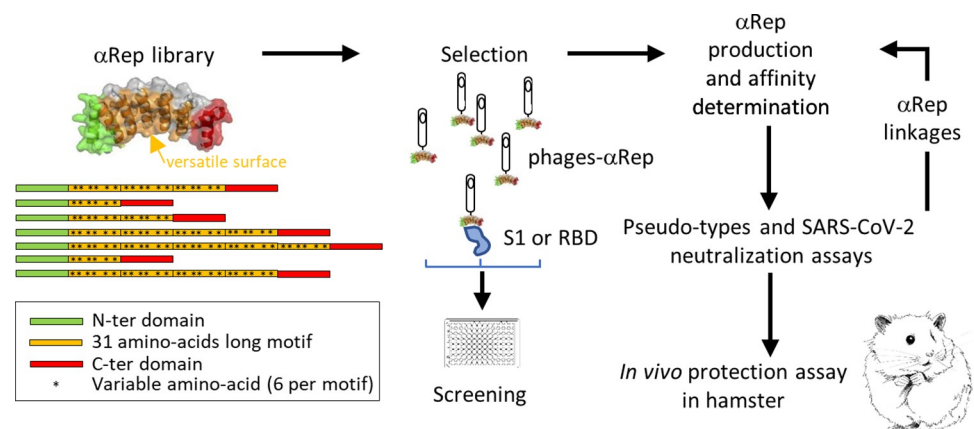 αRep library
versatile surface
N-ter domain
31 amino-acids long motif
C-ter domain
* Variable amino-acid (6 per motif)
Selection
phages-αRep
S1 or RBD
Screening
αRep
production
and affinity
determination
αRep
linkages
Pseudo-types and SARS-CoV-2
neutralization assays
In vivo protection assay
in hamster